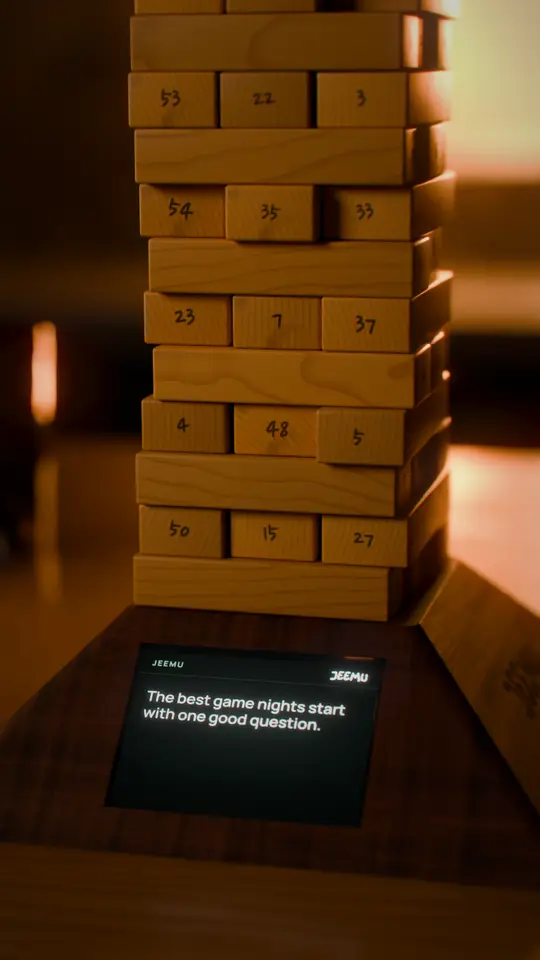 53 22 3
54 35 33
23 7 37
4 48 5
50 15 27
JEEMU JEEMU
The best game nights start
with one good question.